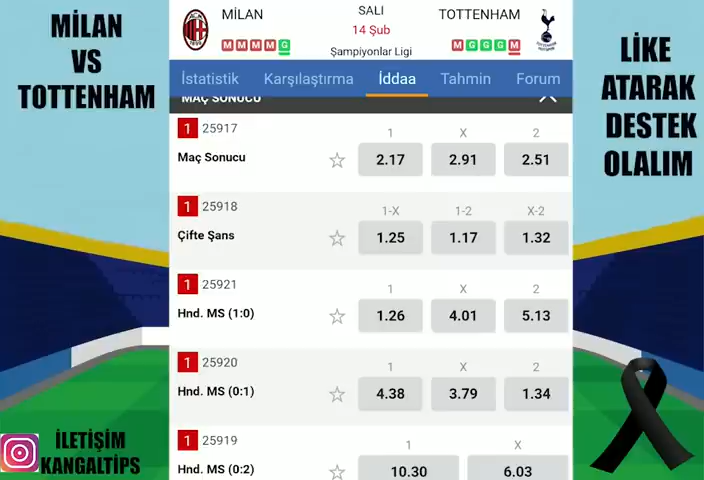 MİLAN
VS
TOTTENHAM
MİLAN
SALI
14 Şub
Şampiyonlar Ligi
TOTTENHAM
M M M M G
M G G G M
İstatistik Karşılaştırma İddaa Tahmin Forum
MAÇ SONUCU
1 25917
1 X 2
Maç Sonucu 2.17 2.91 2.51
1 25918
1-X 1-2 X-2
Çifte Şans 1.25 1.17 1.32
1 25921
1 X 2
Hnd. MS (1:0) 1.26 4.01 5.13
1 25920
1 X 2
Hnd. MS (0:1) 4.38 3.79 1.34
1 25919
1 X
Hnd. MS (0:2) 10.30 6.03
LİKE
ATARAK
DESTEK
OLALIM
İLETİŞİM
KANGALTİPS